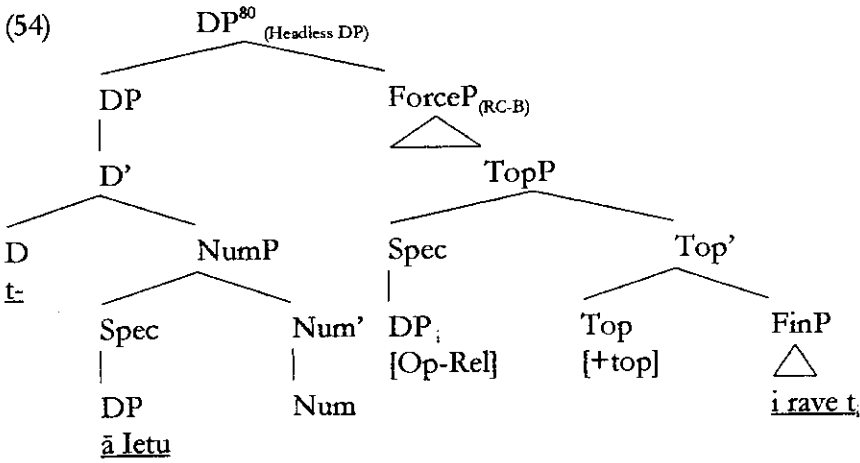 (54) DP⁸⁰ (Headless DP)
DP ForceP(RC-B)
D' TopP
D NumP Spec Top'
t-
Spec Num' DPᵢ Top FinP
[Op-Rel] [+top]
DP Num i rave tᵢ
ā Ietu